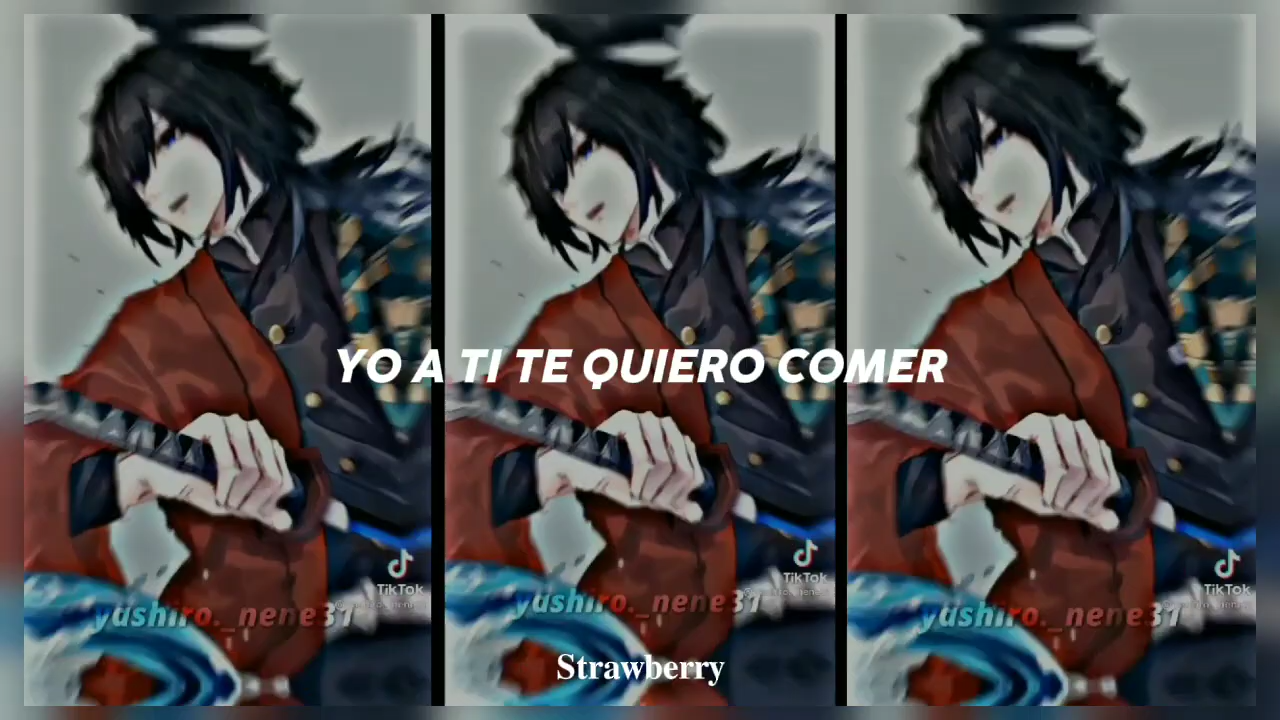 YO A TI TE QUIERO COMER
TikTok
TikTok
TikTok
yashiro._nene31
yashiro._nene31
yashiro._nene31
Strawberry